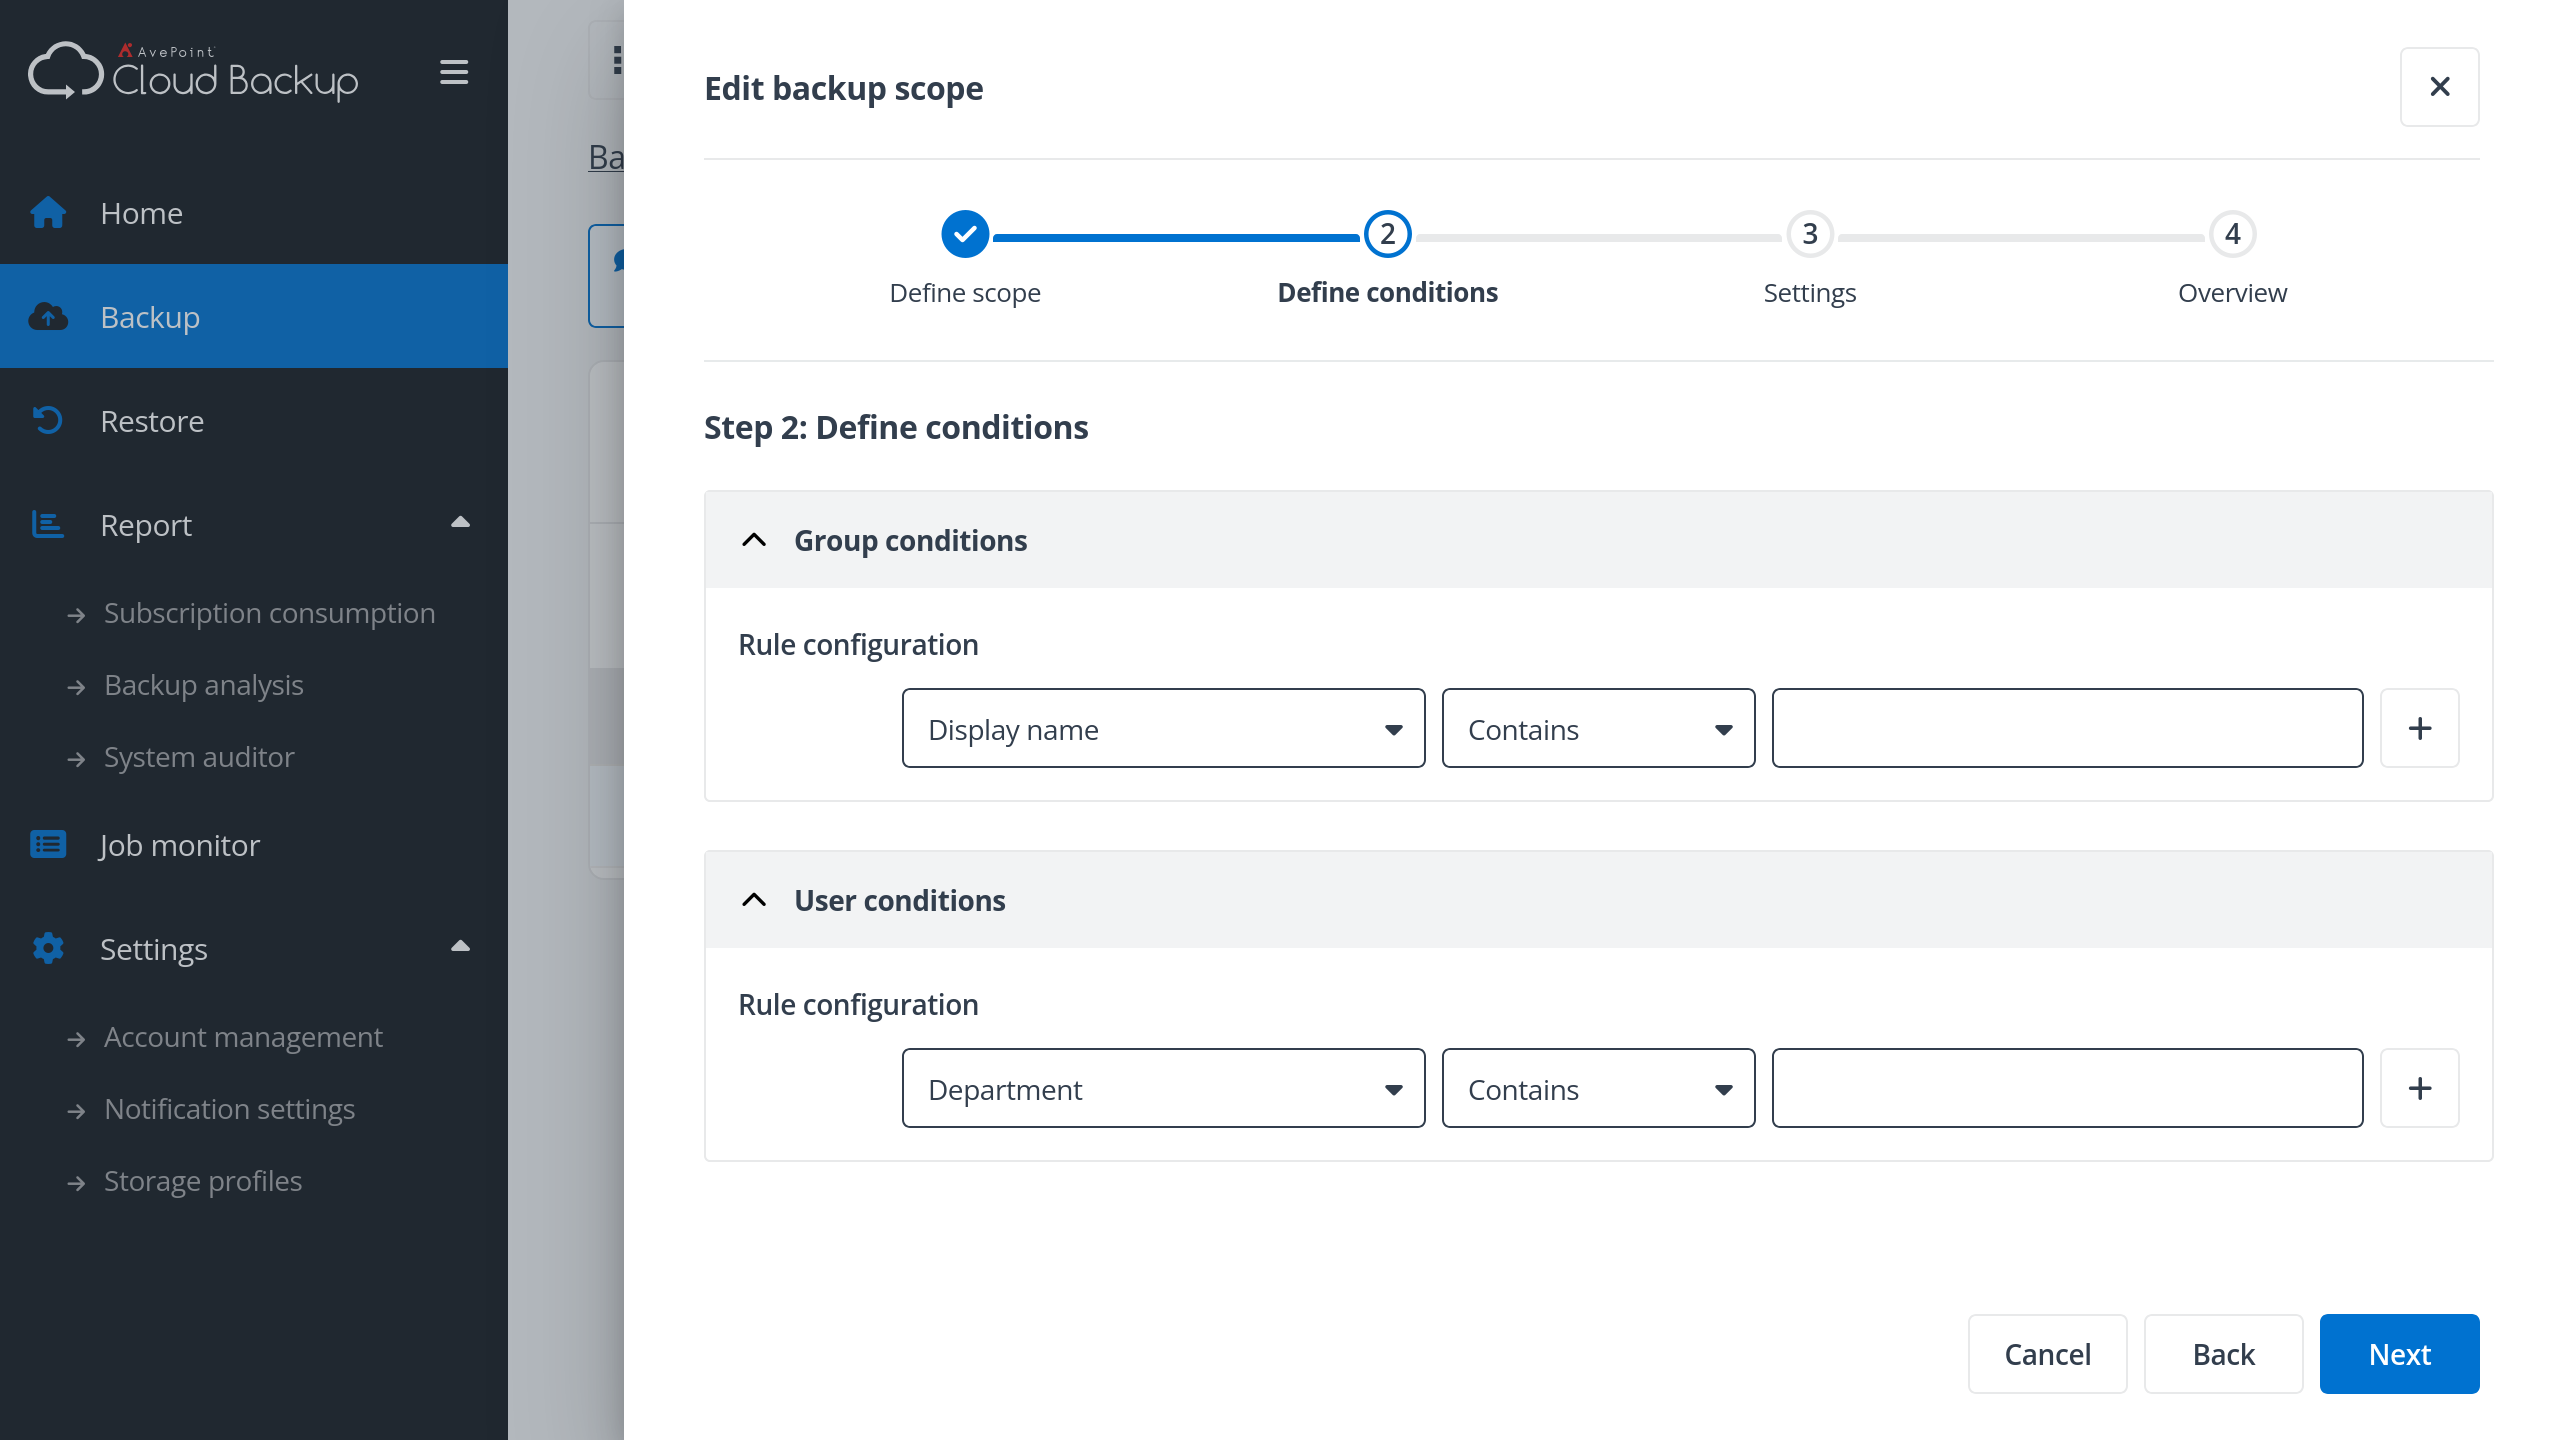 AvePoint
Cloud Backup
Home
Backup
Restore
Report
Subscription consumption
Backup analysis
System auditor
Job monitor
Settings
Account management
Notification settings
Storage profiles
Ba
Edit backup scope
2
3
4
Define scope
Define conditions
Settings
Overview
Step 2: Define conditions
Group conditions
Rule configuration
Display name
Contains
User conditions
Rule configuration
Department
Contains
Cancel
Back
Next